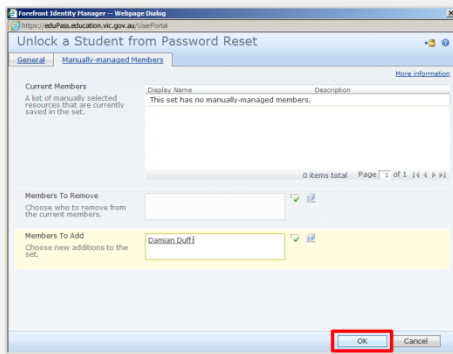 Forefront Identity Manager -- Webpage Dialog
https://eduPass.education.vic.gov.au/UserPortal
Unlock a Student from Password Reset
General Manually-managed Members
More information
Current Members
A list of manually selected
resources that are currently
saved in the set.
Display Name Description
This set has no manually-managed members.
0 items total Page 1 of 1
Members To Remove
Choose who to remove from
the current members.
Members To Add
Choose new additions to the
set.
Damian Duffi
OK Cancel